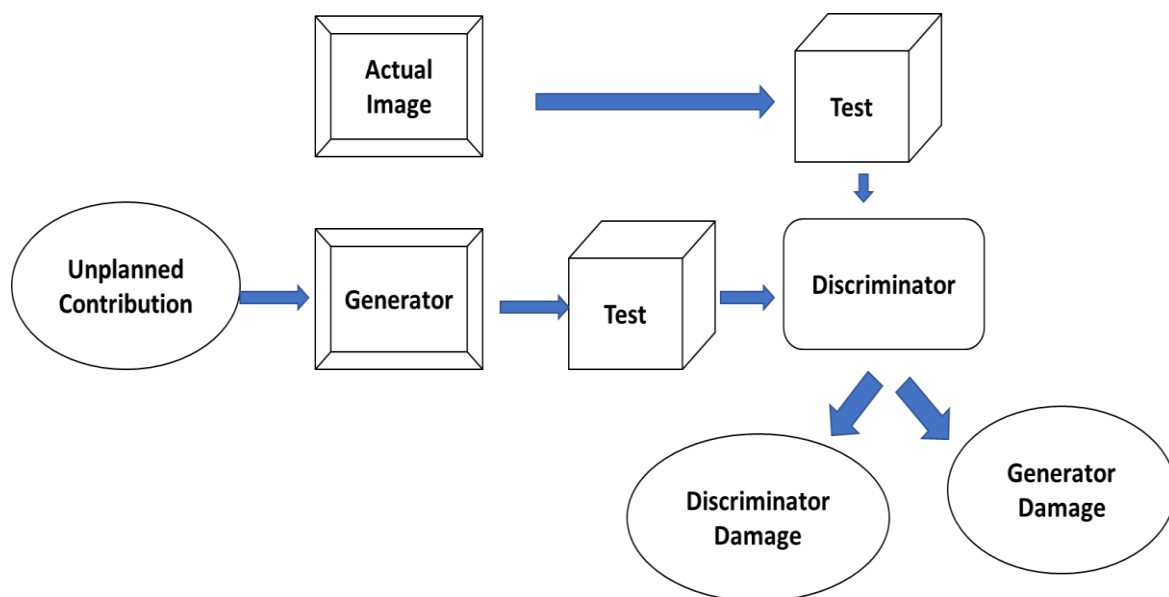 Actual
Image
Test
Unplanned
Contribution
Generator
Test
Discriminator
Discriminator
Damage
Generator
Damage